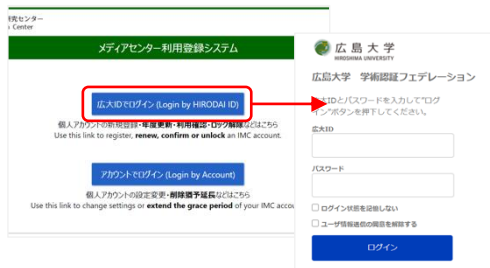 究センター
Center
メディアセンター利用登録システム
広大IDでログイン (Login by HIRODAI ID)
個人アカウントの新規登録・年度更新・利用確認・ロック解除などはこちら
Use this link to register, renew, confirm or unlock an IMC account.
アカウントでログイン (Login by Account)
個人アカウントの設定変更・削除猶予延長などはこちら
Use this link to change settings or extend the grace period of your IMC accou
広島大学
HIROSHIMA UNIVERSITY
広島大学 学術認証フェデレーション
大IDとパスワードを入力して"ログ
イン"ボタンを押下してください。
広大ID
パスワード
ログイン状態を記憶しない
ユーザ情報送信の同意を解除する
ログイン